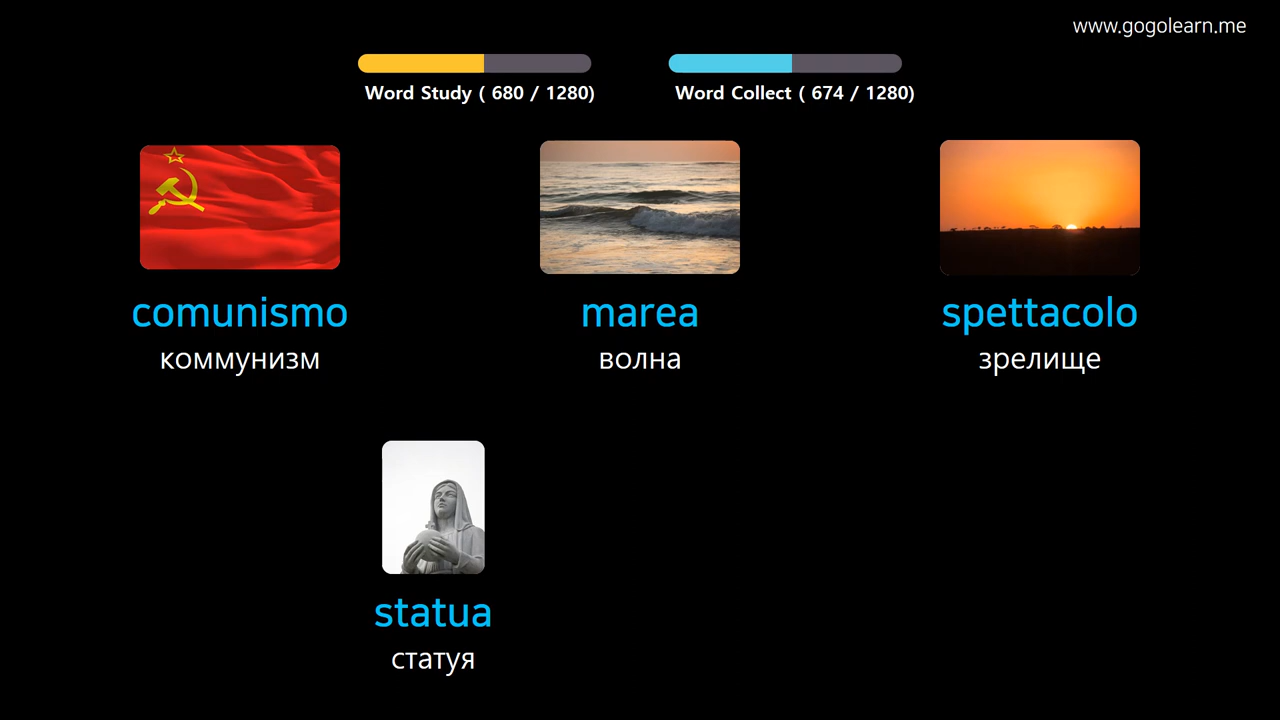 www.gogolearn.me
Word Study ( 680 / 1280)
Word Collect ( 674 / 1280)
comunismo
коммунизм
marea
волна
spettacolo
зрелище
statua
статуя